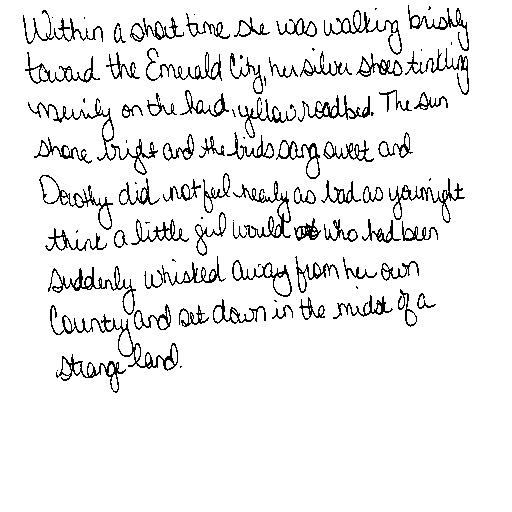 Within a short time she was walking briskly
toward the Emerald City, her silver shoes tinkling
merrily on the hard, yellow roadbed. The sun
shone bright and the birds sang sweet and
Dorothy did not feel nearly as bad as you might
think a little girl would who had been
suddenly whisked away from her own
Country and set down in the midst of a
strange land.